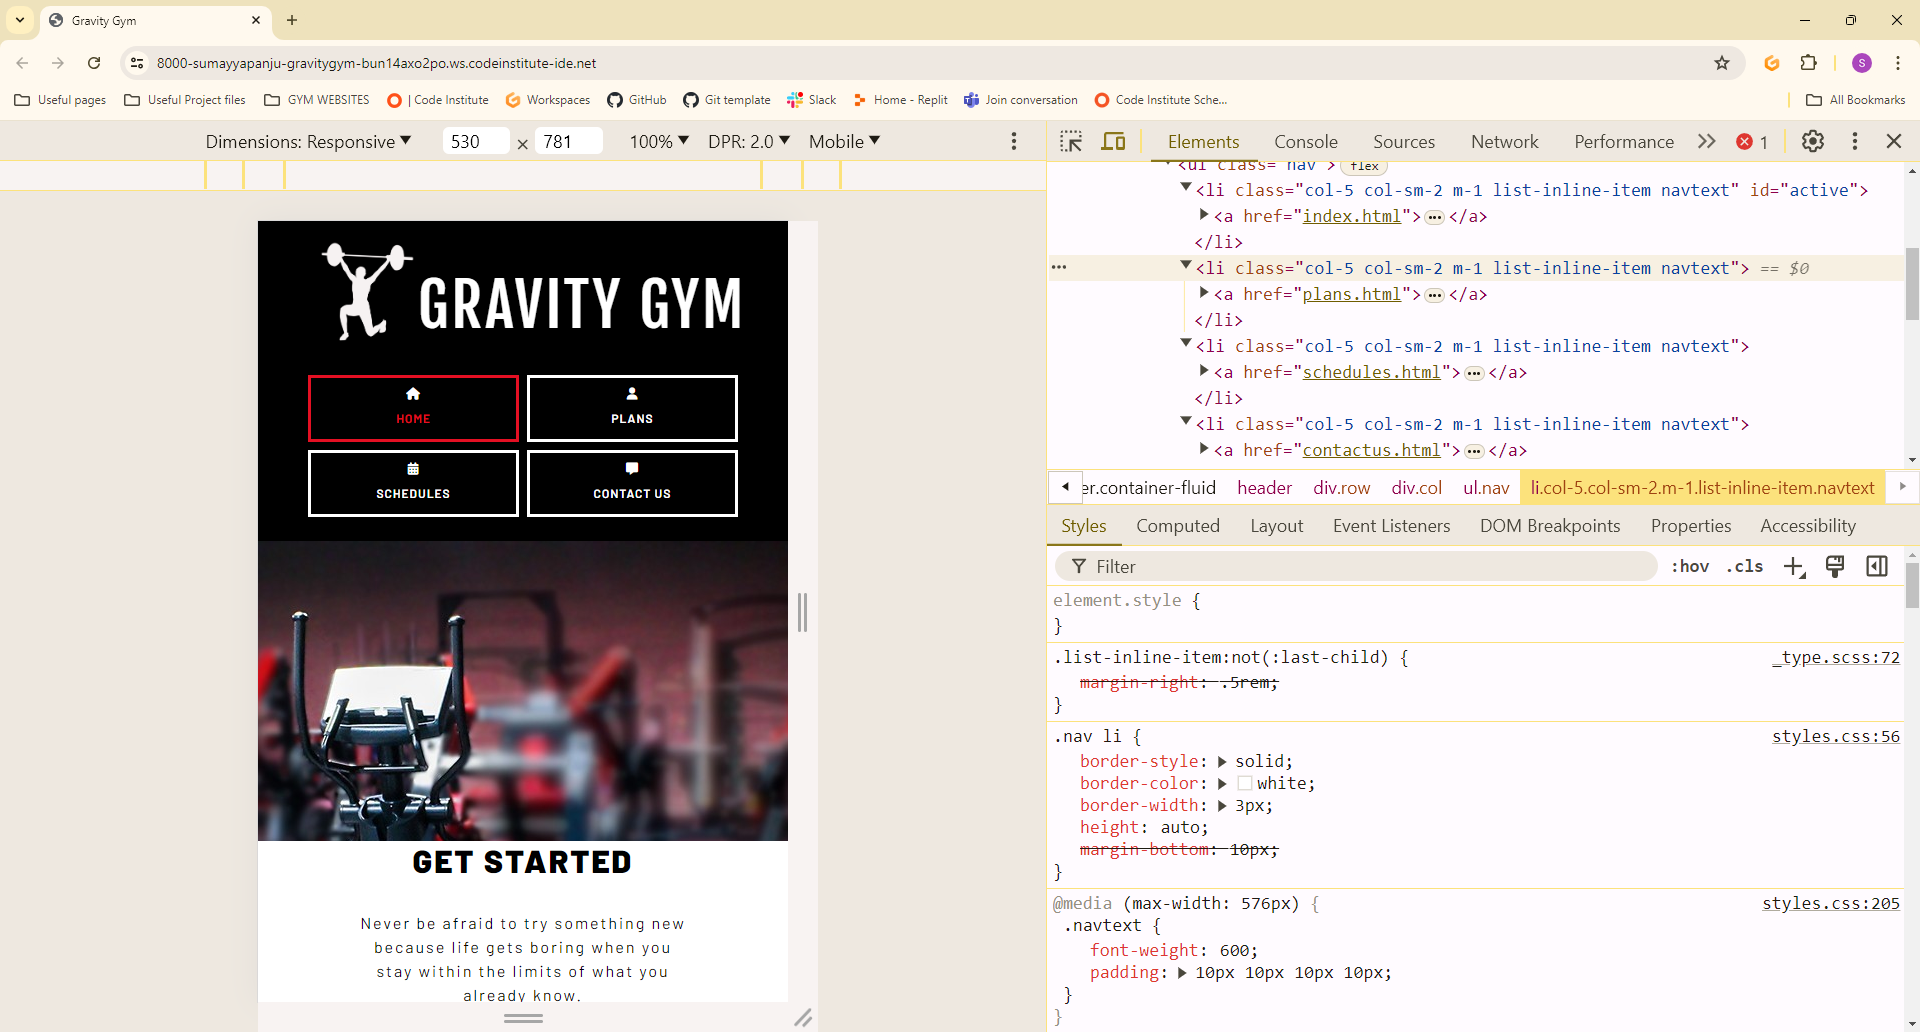 Gravity Gym
8000-sumayyapanju-gravitygym-bun14axo2po.ws.codeinstitute-ide.net
S
Useful pages
Useful Project files
GYM WEBSITES
| Code Institute
Workspaces
GitHub
Git template
Slack
Home - Replit
Join conversation
Code Institute Sche...
All Bookmarks
Dimensions: Responsive
530 × 781
100%
DPR: 2.0
Mobile
GRAVITY GYM
HOME
PLANS
SCHEDULES
CONTACT US
GET STARTED
Never be afraid to try something new
because life gets boring when you
stay within the limits of what you
already know.
Elements
Console
Sources
Network
Performance
1
<ul class="nav"> flex
<li class="col-5 col-sm-2 m-1 list-inline-item navtext" id="active">
<a href="index.html">…</a>
</li>
<li class="col-5 col-sm-2 m-1 list-inline-item navtext"> == $0
<a href="plans.html">…</a>
</li>
<li class="col-5 col-sm-2 m-1 list-inline-item navtext">
<a href="schedules.html">…</a>
</li>
<li class="col-5 col-sm-2 m-1 list-inline-item navtext">
<a href="contactus.html">…</a>
er.container-fluid header div.row div.col ul.nav li.col-5.col-sm-2.m-1.list-inline-item.navtext
Styles
Computed
Layout
Event Listeners
DOM Breakpoints
Properties
Accessibility
Filter
:hov .cls
element.style {
}
.list-inline-item:not(:last-child) { _type.scss:72
margin-right: .5rem;
}
.nav li { styles.css:56
border-style: solid;
border-color: white;
border-width: 3px;
height: auto;
margin-bottom: 10px;
}
@media (max-width: 576px) { styles.css:205
.navtext {
font-weight: 600;
padding: 10px 10px 10px 10px;
}
}